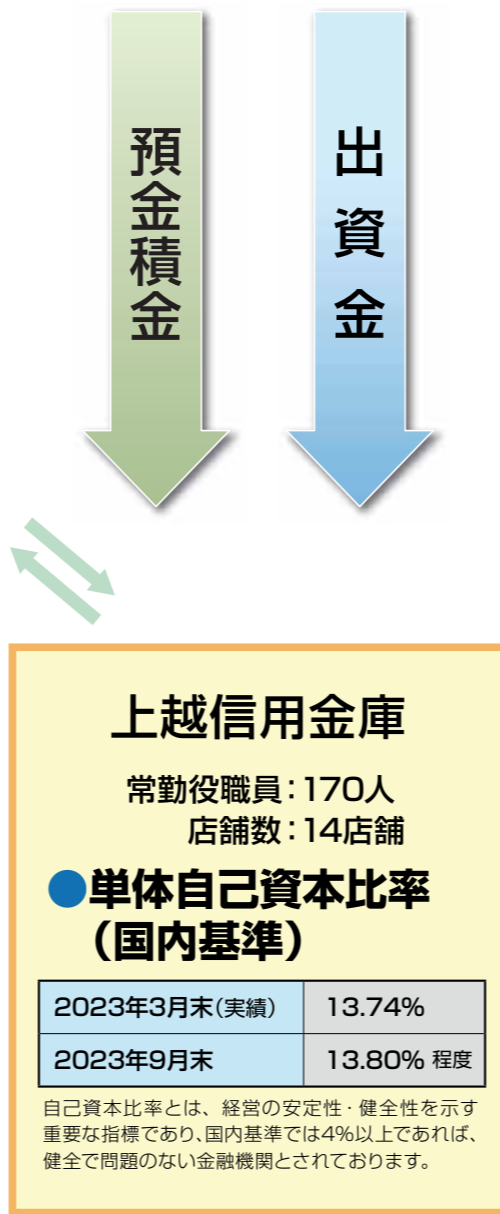 預金積金
出資金
上越信用金庫
常勤役職員：170人
店舗数：14店舗
●単体自己資本比率
（国内基準）
2023年3月末（実績） 13.74%
2023年9月末 13.80% 程度
自己資本比率とは、経営の安定性・健全性を示す
重要な指標であり、国内基準では4％以上であれば、
健全で問題のない金融機関とされております。